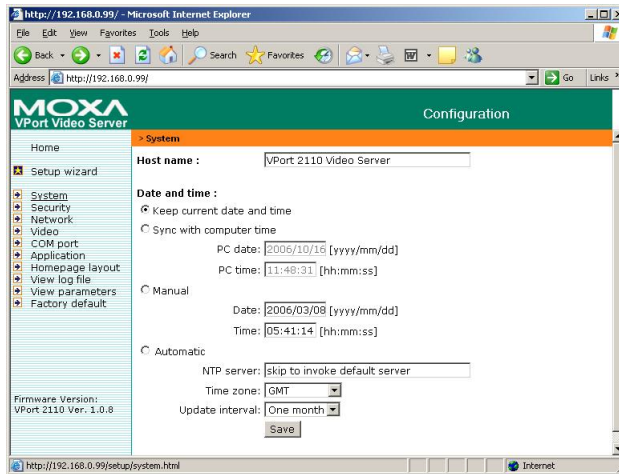 http://192.168.0.99/ - Microsoft Internet Explorer
File Edit View Favorites Tools Help
Back Search Favorites
Address http://192.168.0.99/ Go Links »
MOXA
VPort Video Server
Configuration
Home
Setup wizard
System
Security
Network
Video
COM port
Application
Homepage layout
View log file
View parameters
Factory default
Firmware Version:
VPort 2110 Ver. 1.0.8
> System
Host name : VPort 2110 Video Server
Date and time :
Keep current date and time
Sync with computer time
PC date: 2006/10/16 [yyyy/mm/dd]
PC time: 11:48:31 [hh:mm:ss]
Manual
Date: 2006/03/08 [yyyy/mm/dd]
Time: 05:41:14 [hh:mm:ss]
Automatic
NTP server: skip to invoke default server
Time zone: GMT
Update interval: One month
Save
http://192.168.0.99/setup/system.html Internet